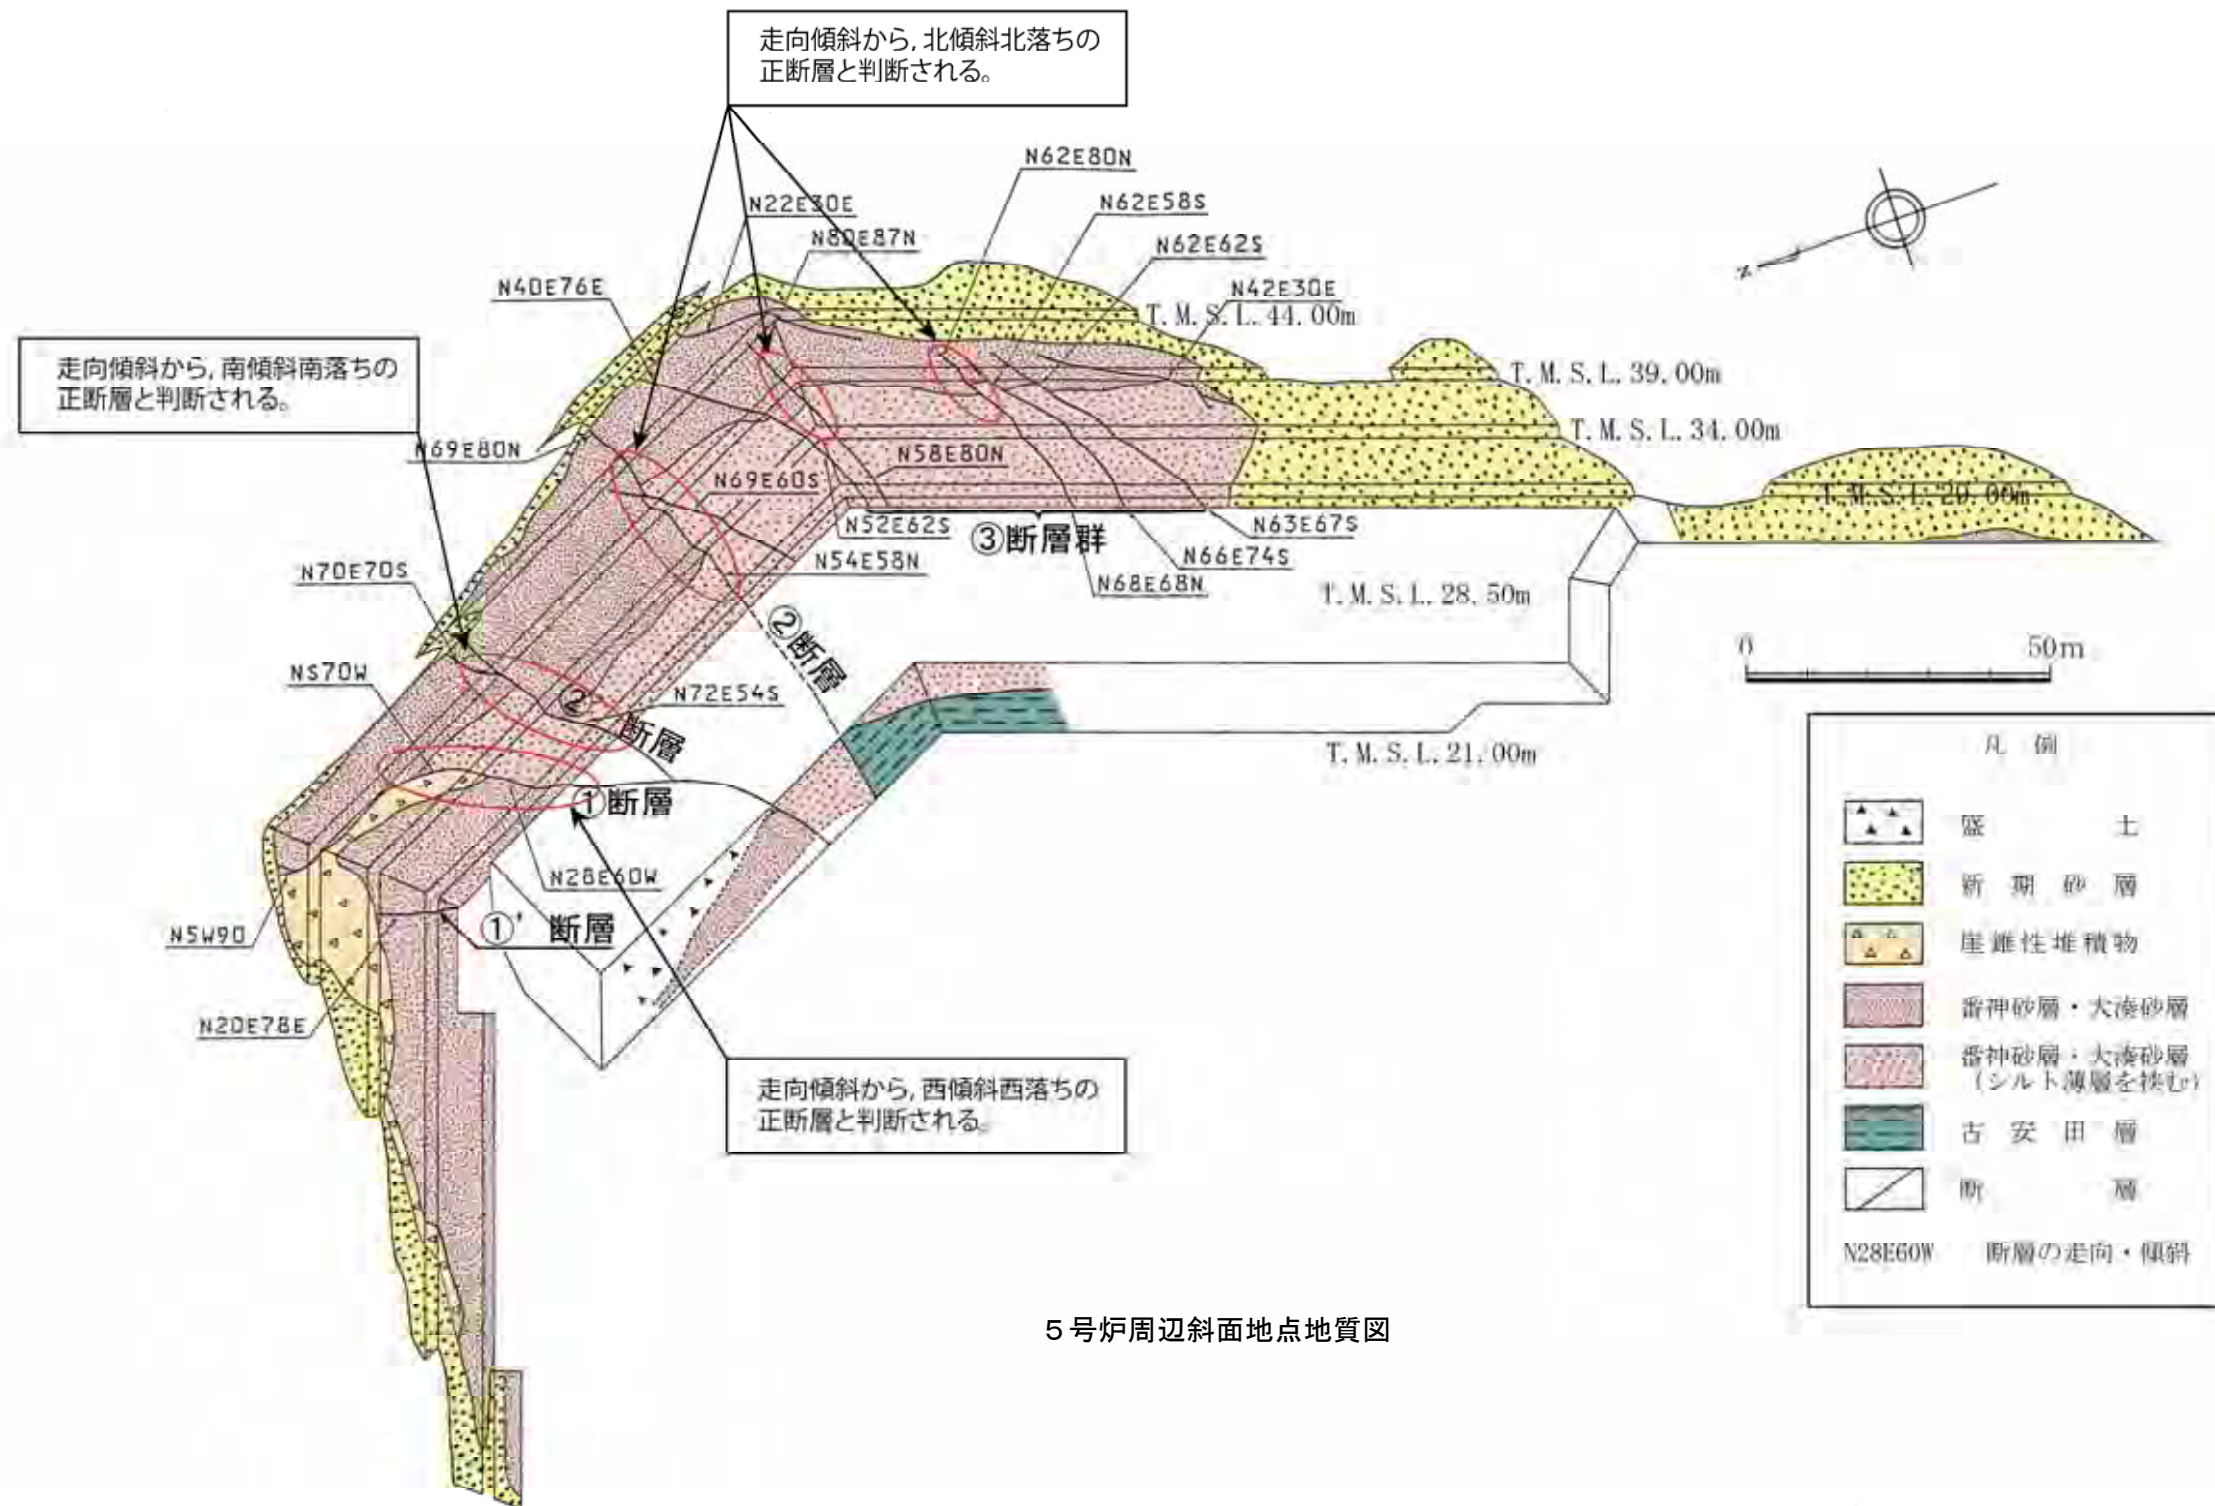 走向傾斜から,北傾斜北落ちの
正断層と判断される。
N62E80N
N22E30E
N62E58S
N80E87N
N62E62S
N40E76E
N42E30E
T.M.S.L.44.00m
走向傾斜から,南傾斜南落ちの
正断層と判断される。
T.M.S.L.39.00m
T.M.S.L.34.00m
N69E80N
N58E80N
N69E60S
T.M.S.L.20.00m
N52E62S
③断層群
N63E67S
N54E58N
N66E74S
N70E70S
N68E68N
T.M.S.L.28.50m
②断層
0 50m
NS70W
N72E54S
②' 断層
T.M.S.L.21.00m
①断層
N28E60W
①' 断層
N5W90
N20E78E
走向傾斜から,西傾斜西落ちの
正断層と判断される。
N
凡例
盛土
新期砂層
崖錐性堆積物
番神砂層・大湊砂層
番神砂層・大湊砂層
(シルト薄層を挟む)
古安田層
断層
N28E60W 断層の走向・傾斜
5号炉周辺斜面地点地質図